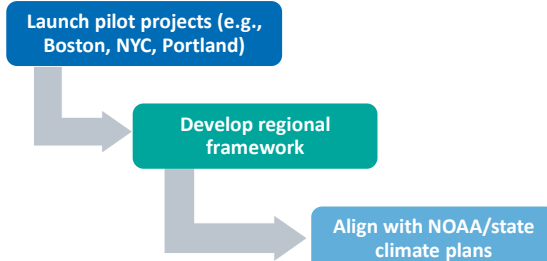 Launch pilot projects (e.g.,
Boston, NYC, Portland)
Develop regional
framework
Align with NOAA/state
climate plans